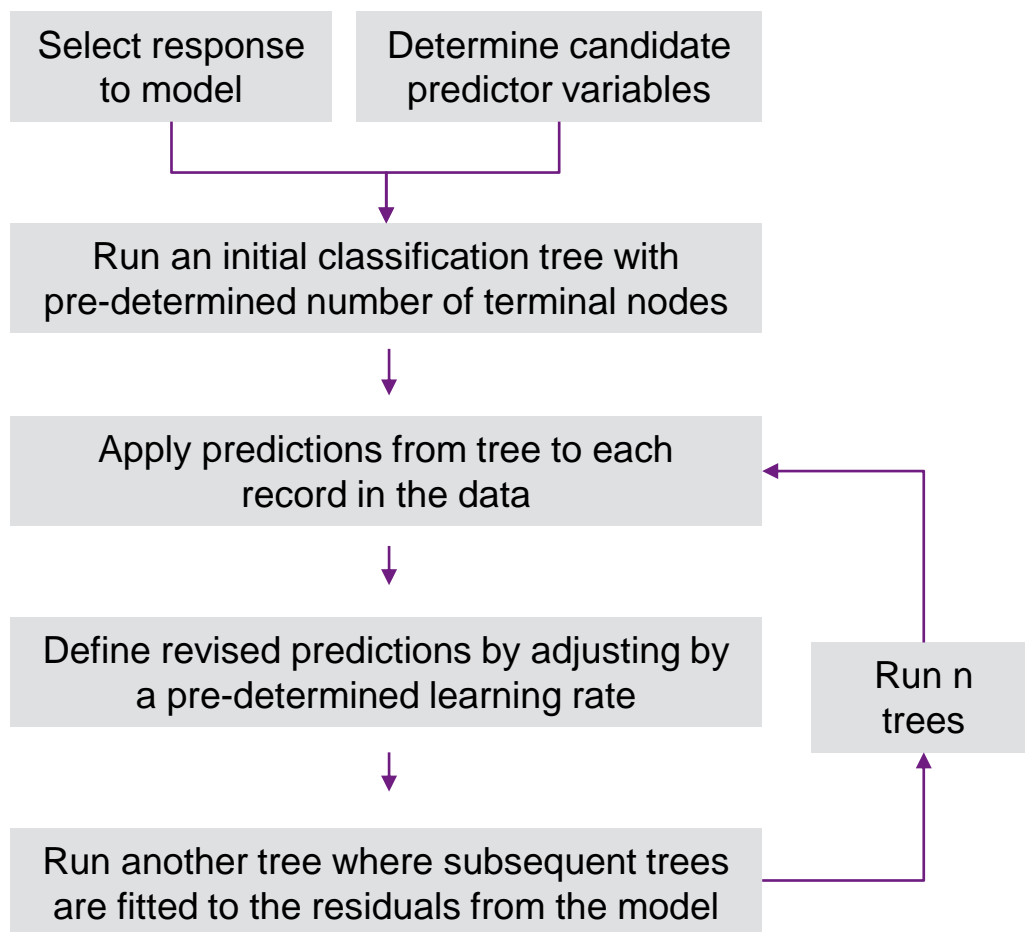 Select response
to model
Determine candidate
predictor variables
Run an initial classification tree with
pre-determined number of terminal nodes
Apply predictions from tree to each
record in the data
Define revised predictions by adjusting by
a pre-determined learning rate
Run n
trees
Run another tree where subsequent trees
are fitted to the residuals from the model